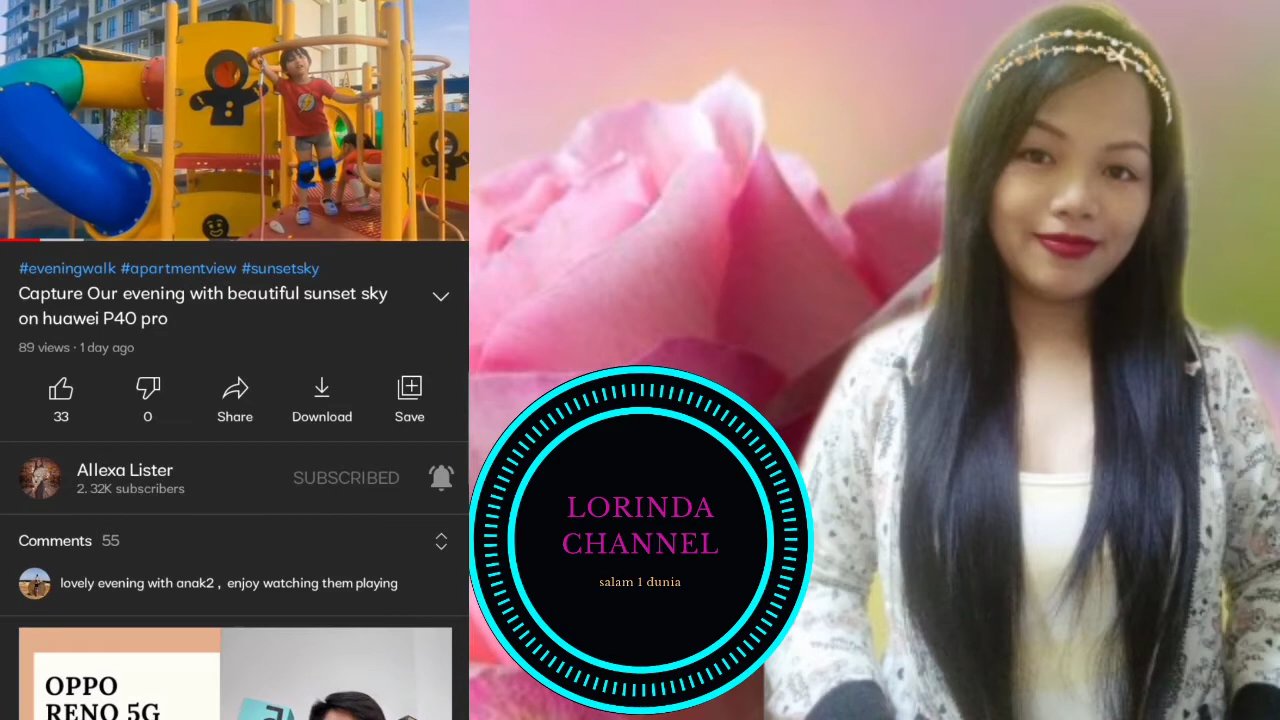 #eveningwalk #apartmentview #sunsetsky
Capture Our evening with beautiful sunset sky
on huawei P40 pro
89 views · 1 day ago
33
0
Share
Download
Save
Allexa Lister
2. 32K subscribers
SUBSCRIBED
Comments 55
lovely evening with anak2 , enjoy watching them playing
OPPO
RENO 5G
LORINDA
CHANNEL
salam 1 dunia